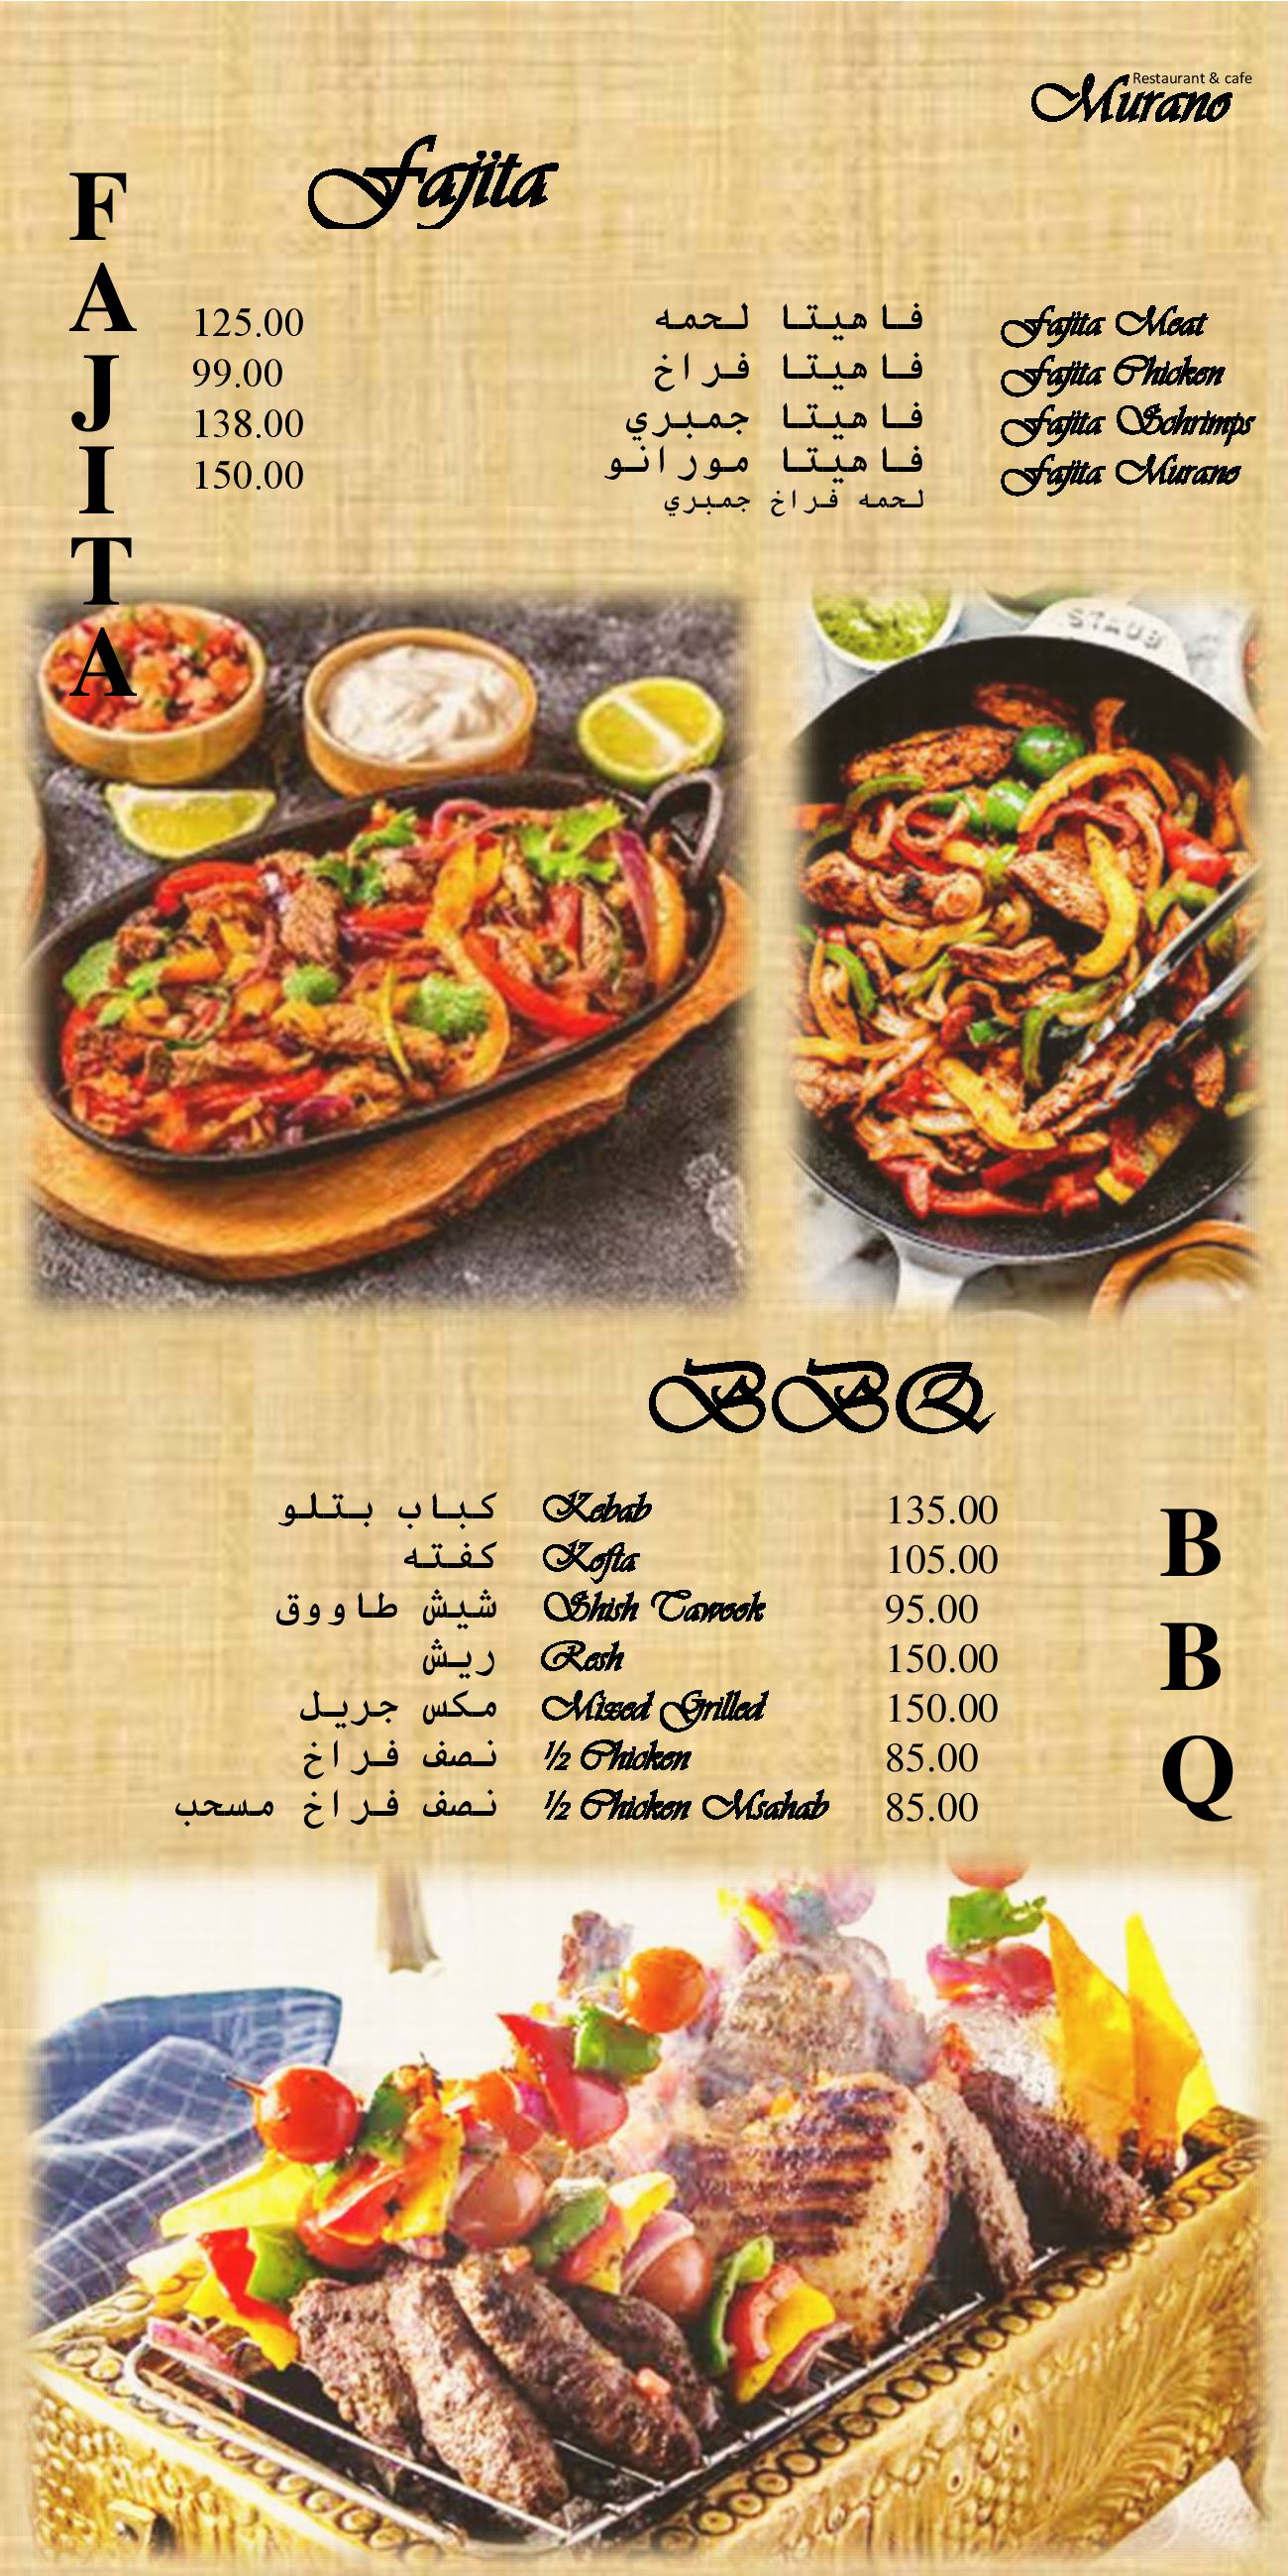 Restaurant & cafe
Murano
Fajita
F
A
J
I
T
A
125.00 فاهيتا لحمه Fajita Meat
99.00 فاهيتا فراخ Fajita Chicken
138.00 فاهيتا جمبري Fajita Schrimps
150.00 فاهيتا مورانو Fajita Murano
لحمه فراخ جمبري
STAUB
BBQ
كباب بتلو Kebab 135.00
كفته Kofta 105.00
شيش طاووق Shish Tawook 95.00
ريش Resh 150.00
مكس جريل Mixed Grilled 150.00
نصف فراخ ½ Chicken 85.00
نصف فراخ مسحب ½ Chicken Msahab 85.00
B
B
Q